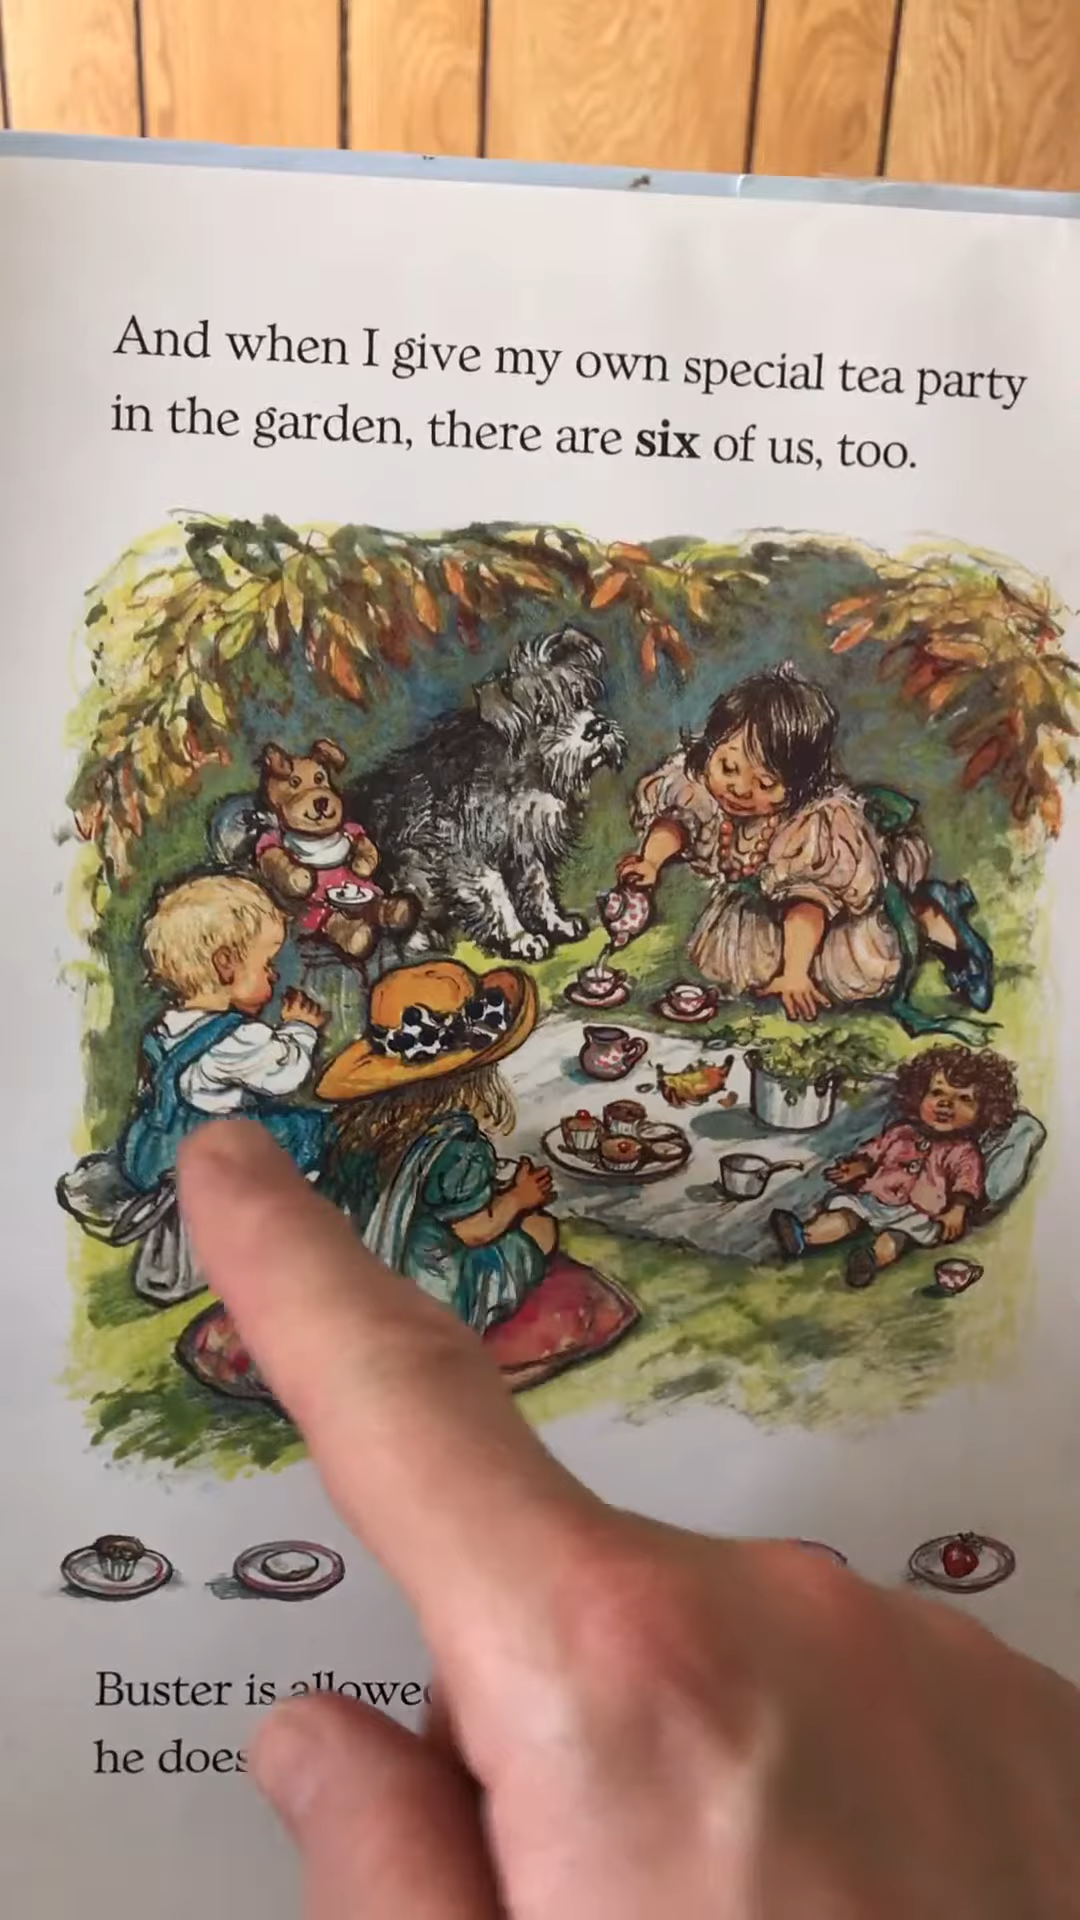 And when I give my own special tea party
in the garden, there are six of us, too.
Buster is
he